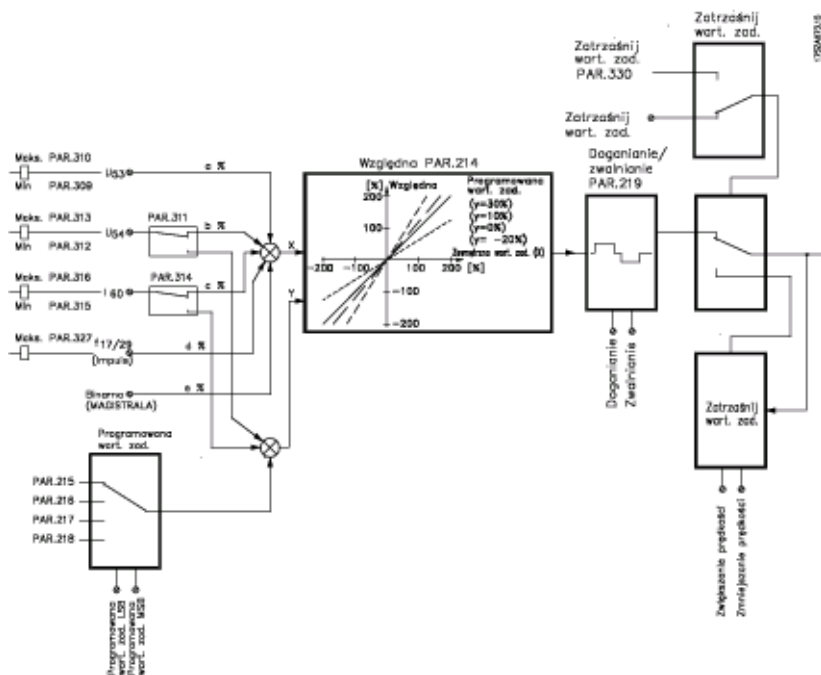 Zatrzaśnij
wart. zad.
Zatrzaśnij
wart. zad.
PAR.330
Zatrzaśnij
wart. zad.
Doganianie/
zwalnianie
PAR.219
Względna PAR.214
[%] Względna
200
100
-200 -100
100 200
[%]
-100
-200
Programowana
wart. zad.
(y=30%)
(y=10%)
(y=0%)
(y= -20%)
Zewnętrzna wart. zad. (X)
X
Y
Maks. PAR.310
Min PAR.309
U53
a %
Maks. PAR.313
Min PAR.312
U54
PAR.311
b %
Maks. PAR.316
Min PAR.315
I 60
PAR.314
c %
Maks. PAR.327
f17/29
(Impuls)
d %
Binarna
(MAGISTRALA)
e %
Programowana
wart. zad.
PAR.215
PAR.216
PAR.217
PAR.218
Programowana
wart. zad. LSB
Programowana
wart. zad. MSB
Doganianie
Zwalnianie
Zatrzaśnij
wart. zad.
Zwiększanie prędkości
Zmniejszanie prędkości